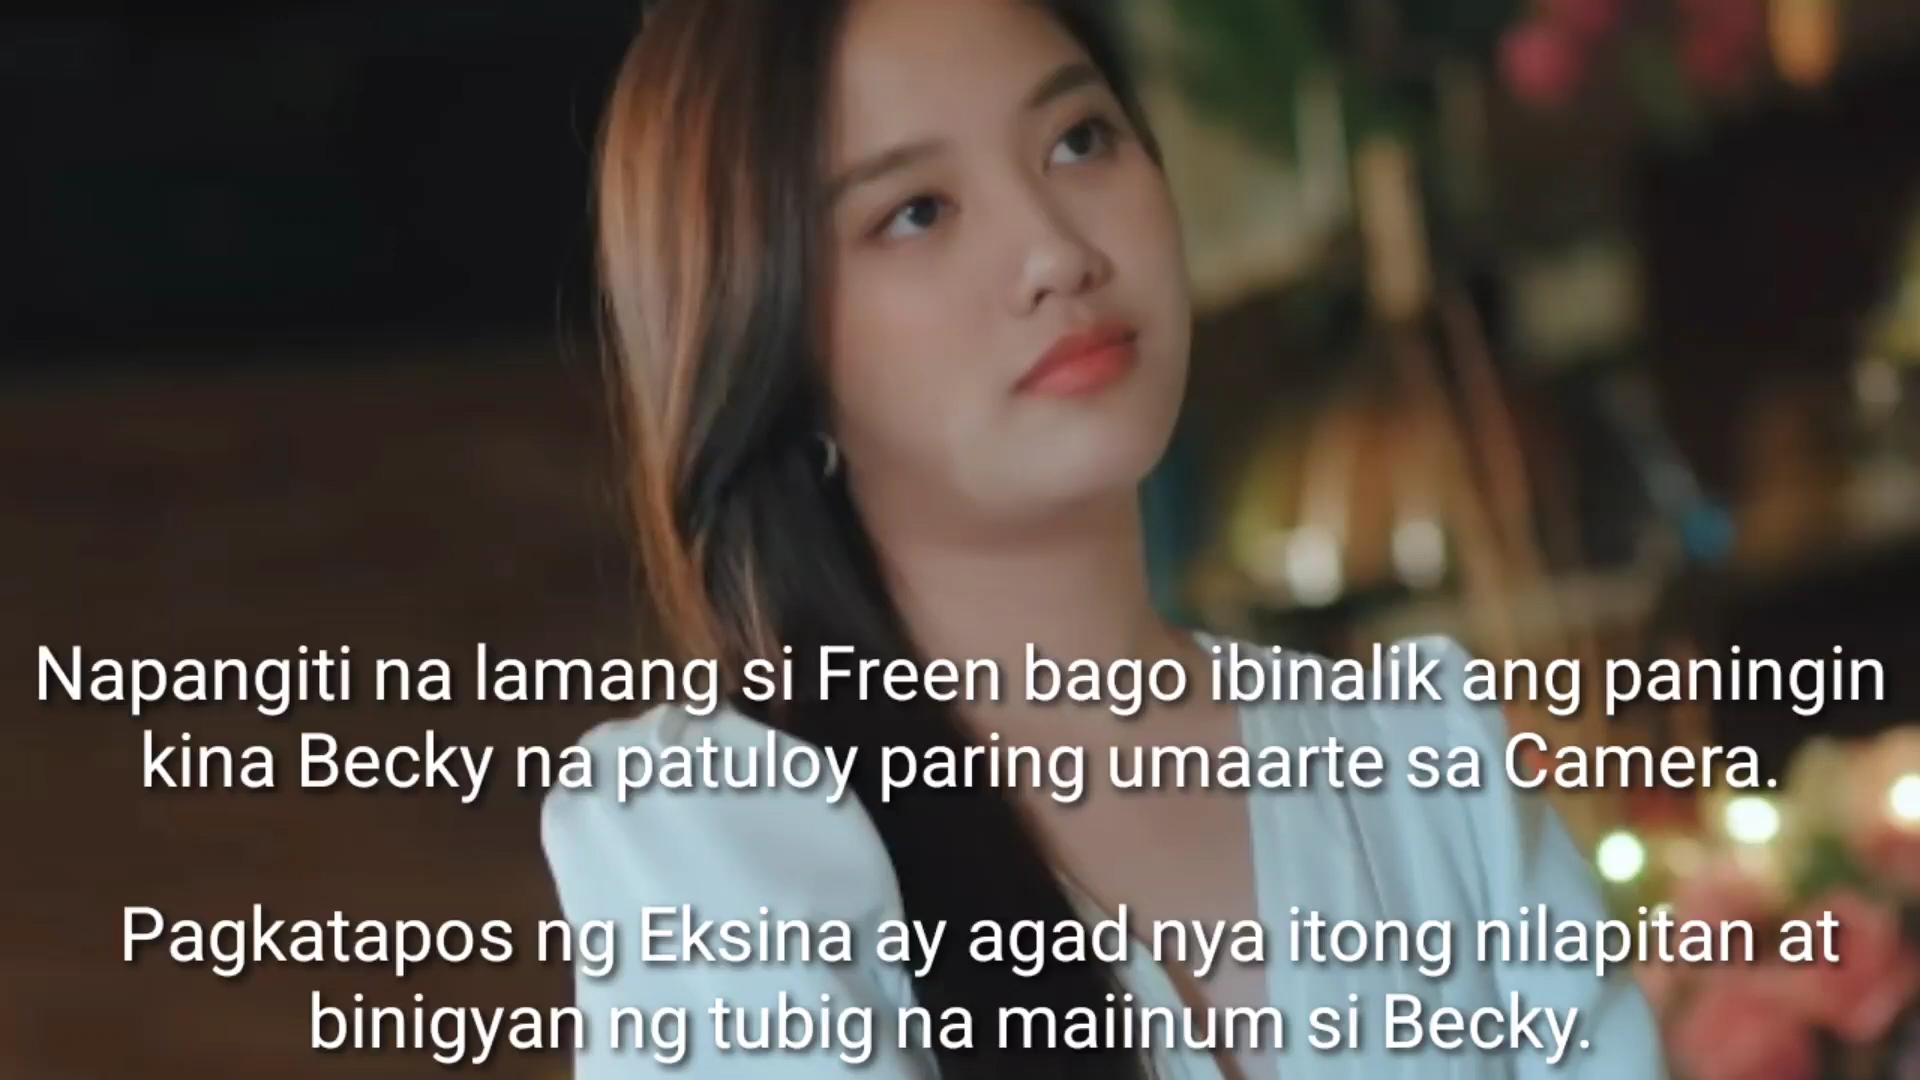 Napangiti na lamang si Freen bago ibinalik ang paningin
kina Becky na patuloy paring umaarte sa Camera.
Pagkatapos ng Eksina ay agad nya itong nilapitan at
binigyan ng tubig na maiinum si Becky.